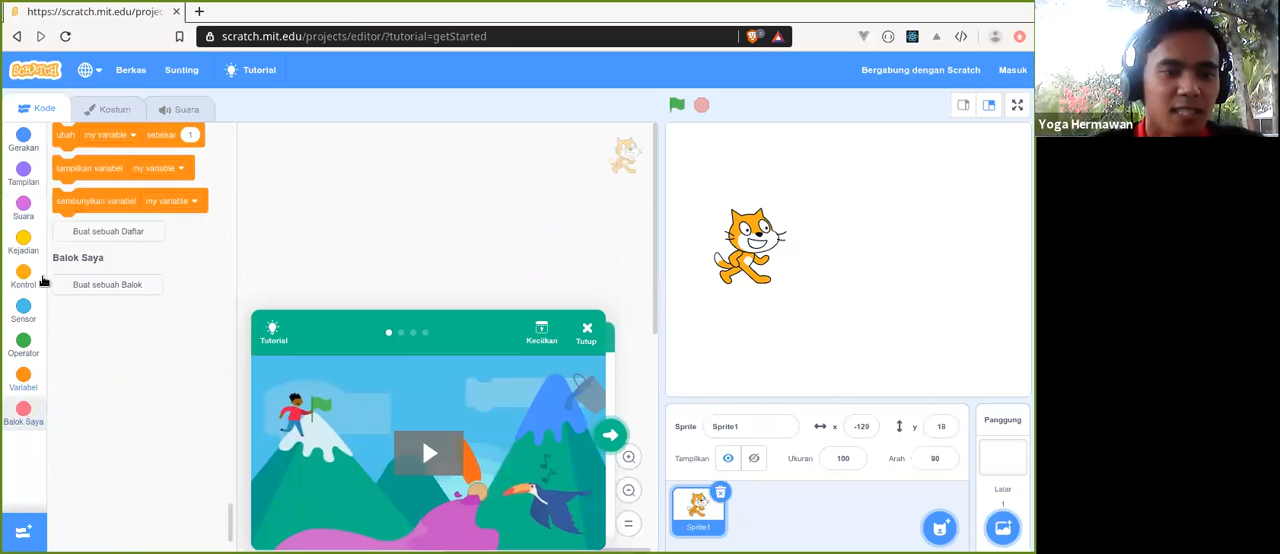 https://scratch.mit.edu/projec
scratch.mit.edu/projects/editor/?tutorial=getStarted
SCRATCH
Berkas
Sunting
Tutorial
Bergabung dengan Scratch
Masuk
Kode
Kostum
Suara
Gerakan
Tampilan
Suara
Kejadian
Kontrol
Sensor
Operator
Variabel
Balok Saya
ubah my variable sebesar 1
tampilkan variabel my variable
sembunyikan variabel my variable
Buat sebuah Daftar
Balok Saya
Buat sebuah Balok
Tutorial
Kecilkan
Tutup
Sprite Sprite1 x -129 y 18
Tampilkan Ukuran 100 Arah 90
Sprite1
Panggung
Latar
1
Yoga Hermawan